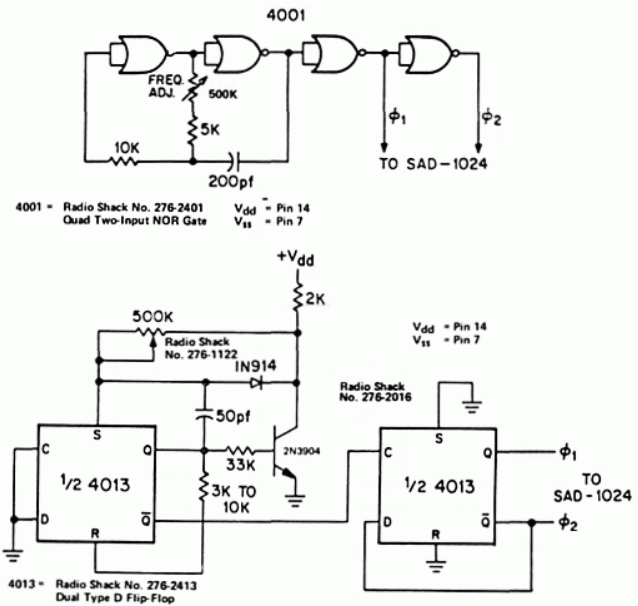 4001
FREQ.
ADJ.
500K
5K
10K
200pf
ϕ1
ϕ2
TO SAD-1024
4001 = Radio Shack No. 276-2401
Quad Two-Input NOR Gate
Vdd = Pin 14
Vss = Pin 7
+Vdd
2K
500K
Radio Shack
No. 276-1122
IN914
Vdd = Pin 14
Vss = Pin 7
Radio Shack
No. 276-2016
50pf
2N3904
33K
3K TO
10K
S
C
Q
1/2 4013
D
Q̅
R
S
C
Q
1/2 4013
D
Q̅
R
ϕ1
TO
SAD-1024
ϕ2
4013 = Radio Shack No. 276-2413
Dual Type D Flip-Flop